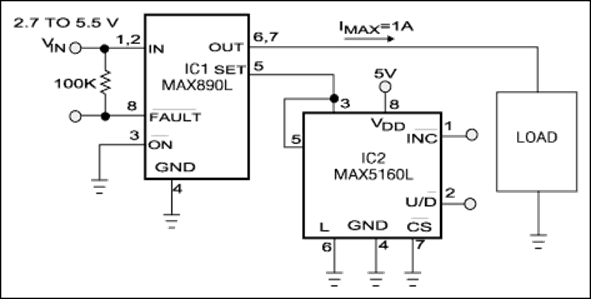 2.7 TO 5.5 V
VIN
1,2
IN
OUT
6,7
IMAX=1A
IC1
MAX890L
SET
5
100K
8
FAULT
3
ON
GND
4
5V
3
8
VDD
INC
1
5
IC2
MAX5160L
U/D
2
L
GND
CS
6
4
7
LOAD